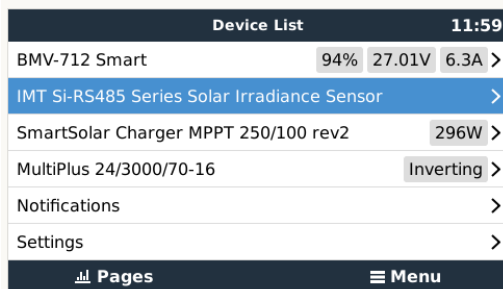 Device List 11:59
BMV-712 Smart 94% 27.01V 6.3A
IMT Si-RS485 Series Solar Irradiance Sensor
SmartSolar Charger MPPT 250/100 rev2 296W
MultiPlus 24/3000/70-16 Inverting
Notifications
Settings
Pages Menu